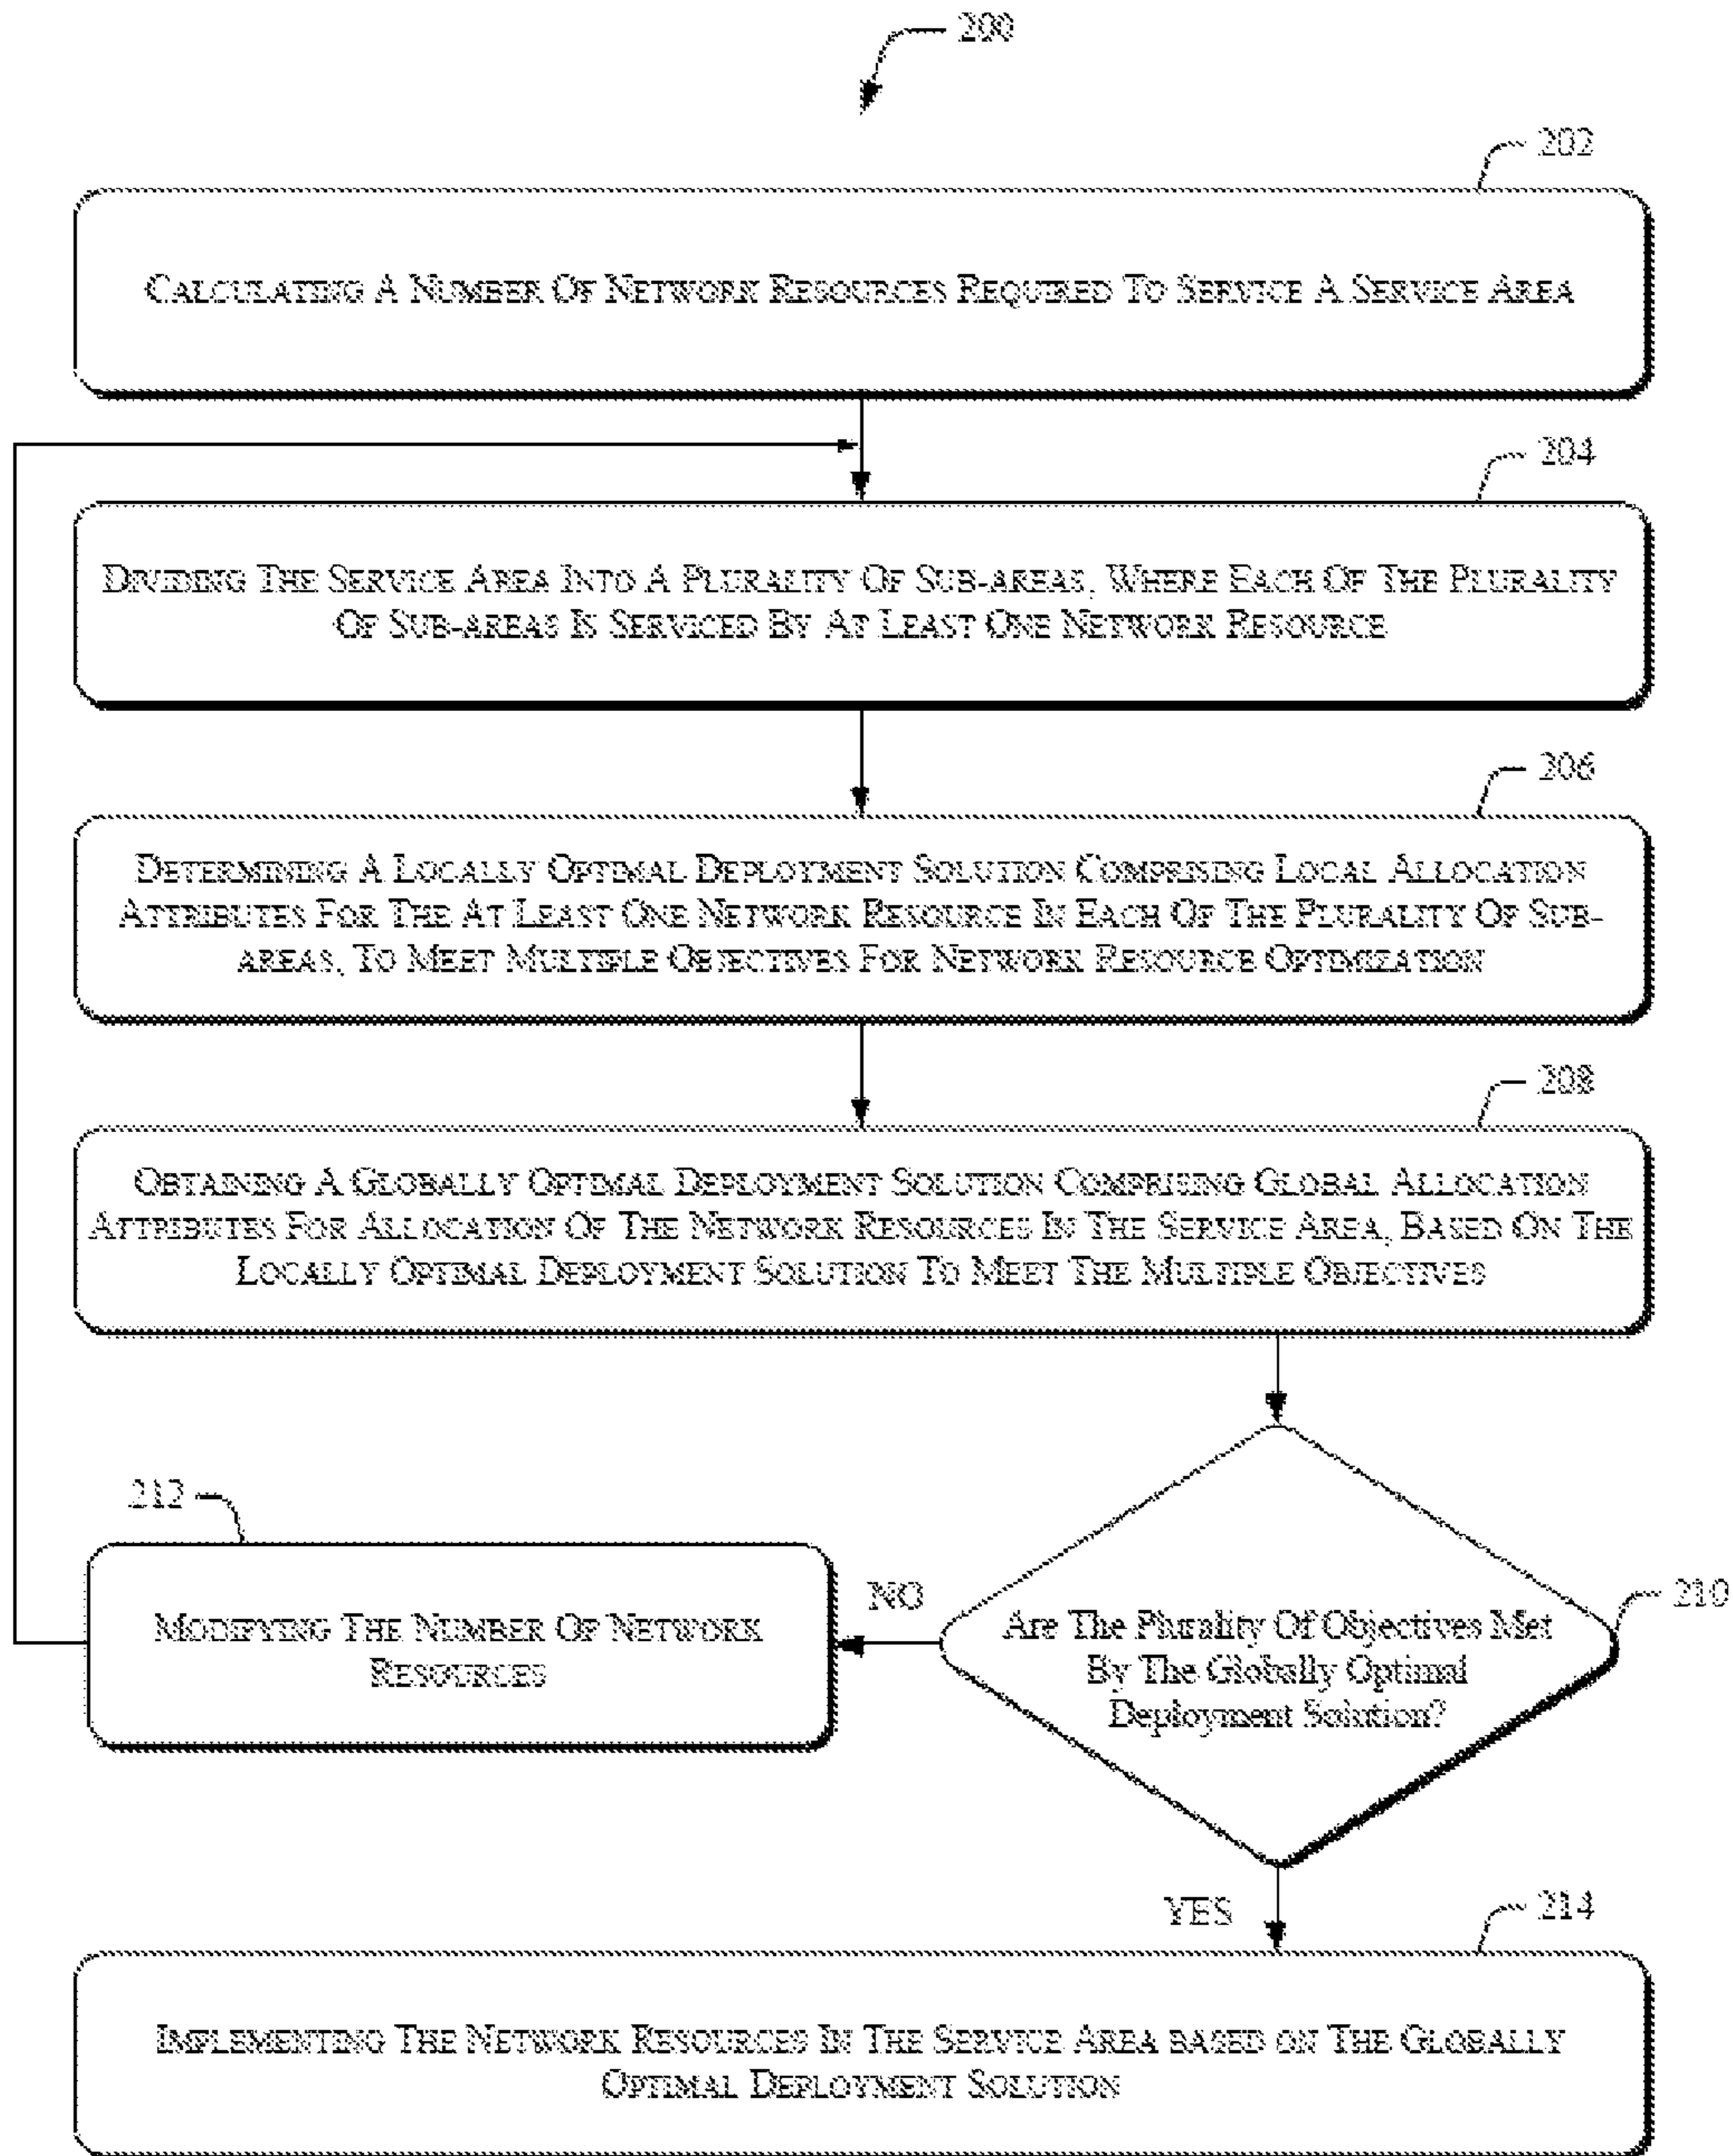 200
202
CALCULATING A NUMBER OF NETWORK RESOURCES REQUIRED TO SERVICE A SERVICE AREA
204
DIVIDING THE SERVICE AREA INTO A PLURALITY OF SUB-AREAS, WHERE EACH OF THE PLURALITY
OF SUB-AREAS IS SERVICED BY AT LEAST ONE NETWORK RESOURCE
206
DETERMINING A LOCALLY OPTIMAL DEPLOYMENT SOLUTION COMPRISING LOCAL ALLOCATION
ATTRIBUTES FOR THE AT LEAST ONE NETWORK RESOURCE IN EACH OF THE PLURALITY OF SUB-
AREAS, TO MEET MULTIPLE OBJECTIVES FOR NETWORK RESOURCE OPTIMIZATION
208
OBTAINING A GLOBALLY OPTIMAL DEPLOYMENT SOLUTION COMPRISING GLOBAL ALLOCATION
ATTRIBUTES FOR ALLOCATION OF THE NETWORK RESOURCES IN THE SERVICE AREA, BASED ON THE
LOCALLY OPTIMAL DEPLOYMENT SOLUTION TO MEET THE MULTIPLE OBJECTIVES
212
MODIFYING THE NUMBER OF NETWORK
RESOURCES
NO
210
Are The Plurality Of Objectives Met
By The Globally Optimal
Deployment Solution?
YES
214
IMPLEMENTING THE NETWORK RESOURCES IN THE SERVICE AREA BASED ON THE GLOBALLY
OPTIMAL DEPLOYMENT SOLUTION